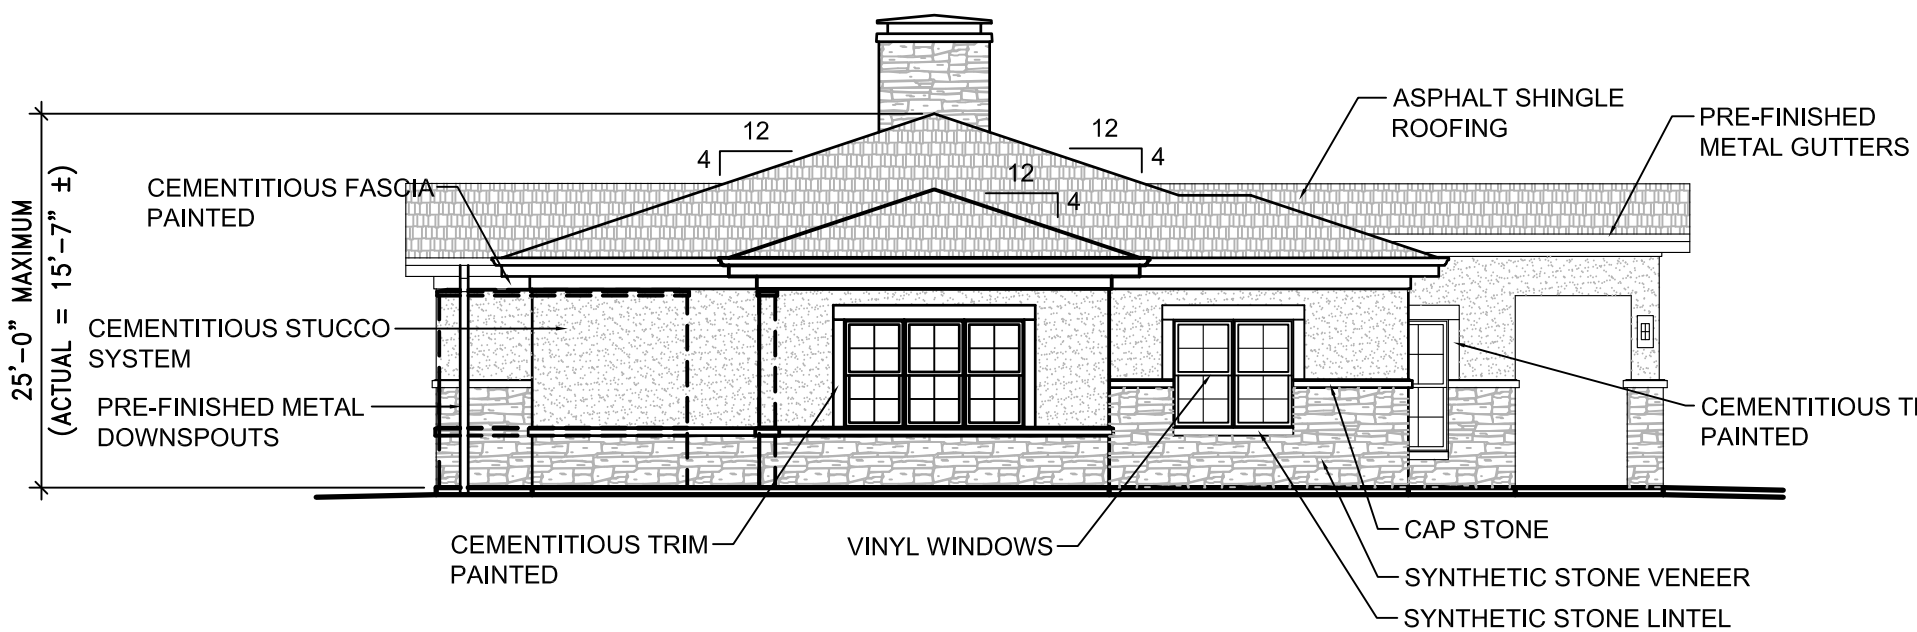 12
4
12
4
12
4
ASPHALT SHINGLE
ROOFING
PRE-FINISHED
METAL GUTTERS
CEMENTITIOUS FASCIA
PAINTED
25'-0" MAXIMUM
(ACTUAL = 15'-7" ±)
CEMENTITIOUS STUCCO
SYSTEM
PRE-FINISHED METAL
DOWNSPOUTS
CEMENTITIOUS
PAINTED
CEMENTITIOUS TRIM
PAINTED
VINYL WINDOWS
CAP STONE
SYNTHETIC STONE VENEER
SYNTHETIC STONE LINTEL